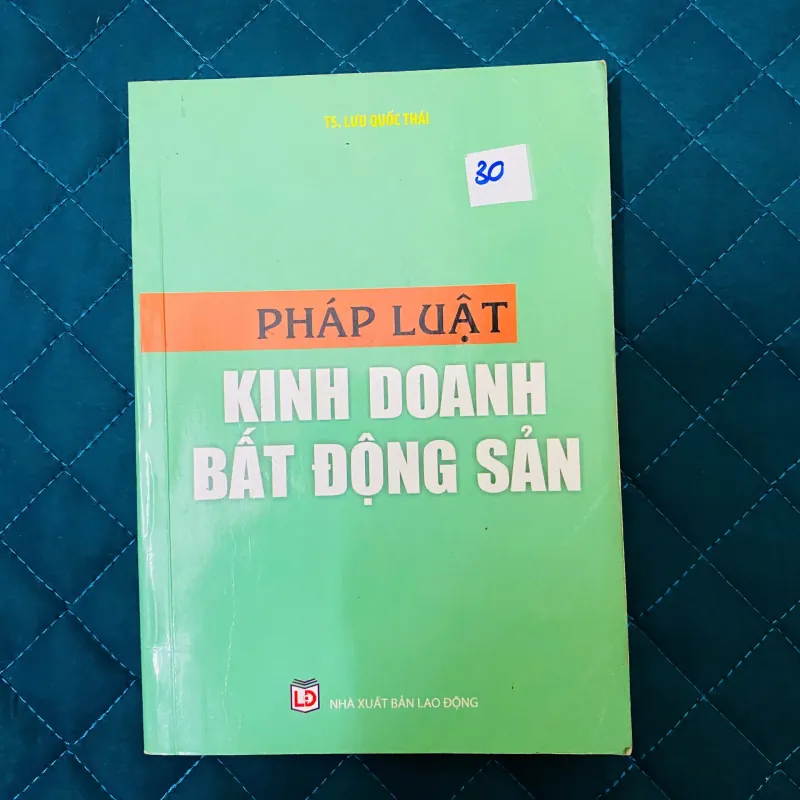 TS. LƯU QUỐC THÁI
30
PHÁP LUẬT
KINH DOANH
BẤT ĐỘNG SẢN
LĐ
NHÀ XUẤT BẢN LAO ĐỘNG